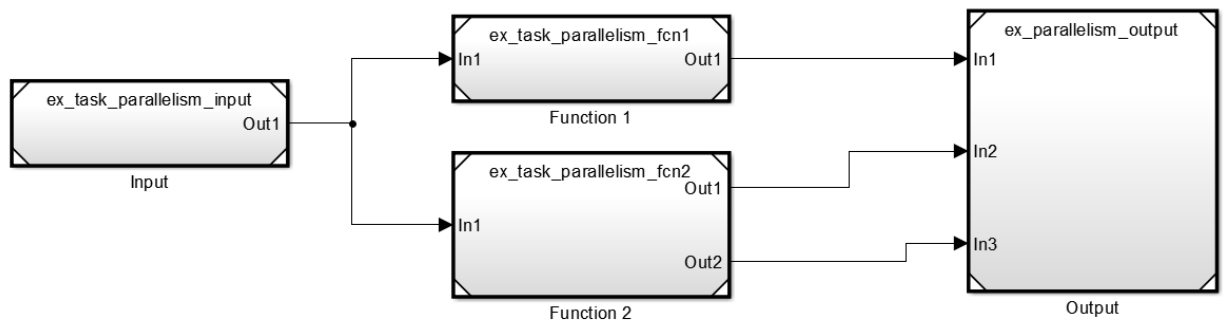 ex_task_parallelism_input
Out1
Input
ex_task_parallelism_fcn1
In1
Out1
Function 1
ex_task_parallelism_fcn2
Out1
In1
Out2
Function 2
ex_parallelism_output
In1
In2
In3
Output